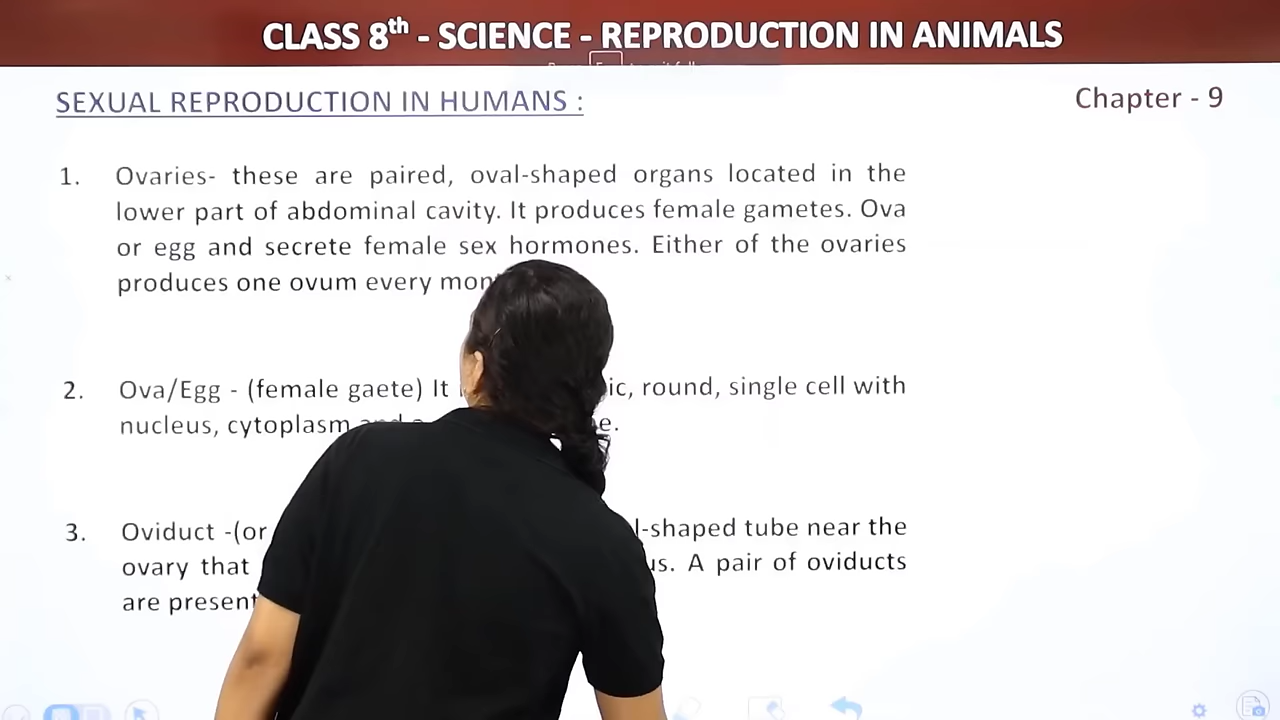 CLASS 8th - SCIENCE - REPRODUCTION IN ANIMALS
SEXUAL REPRODUCTION IN HUMANS :
Chapter - 9
1. Ovaries- these are paired, oval-shaped organs located in the
lower part of abdominal cavity. It produces female gametes. Ova
or egg and secrete female sex hormones. Either of the ovaries
produces one ovum every
2. Ova/Egg - (female gaete) It round, single cell with
nucleus, cytoplasm
3. Oviduct -(or l-shaped tube near the
ovary that A pair of oviducts
are present